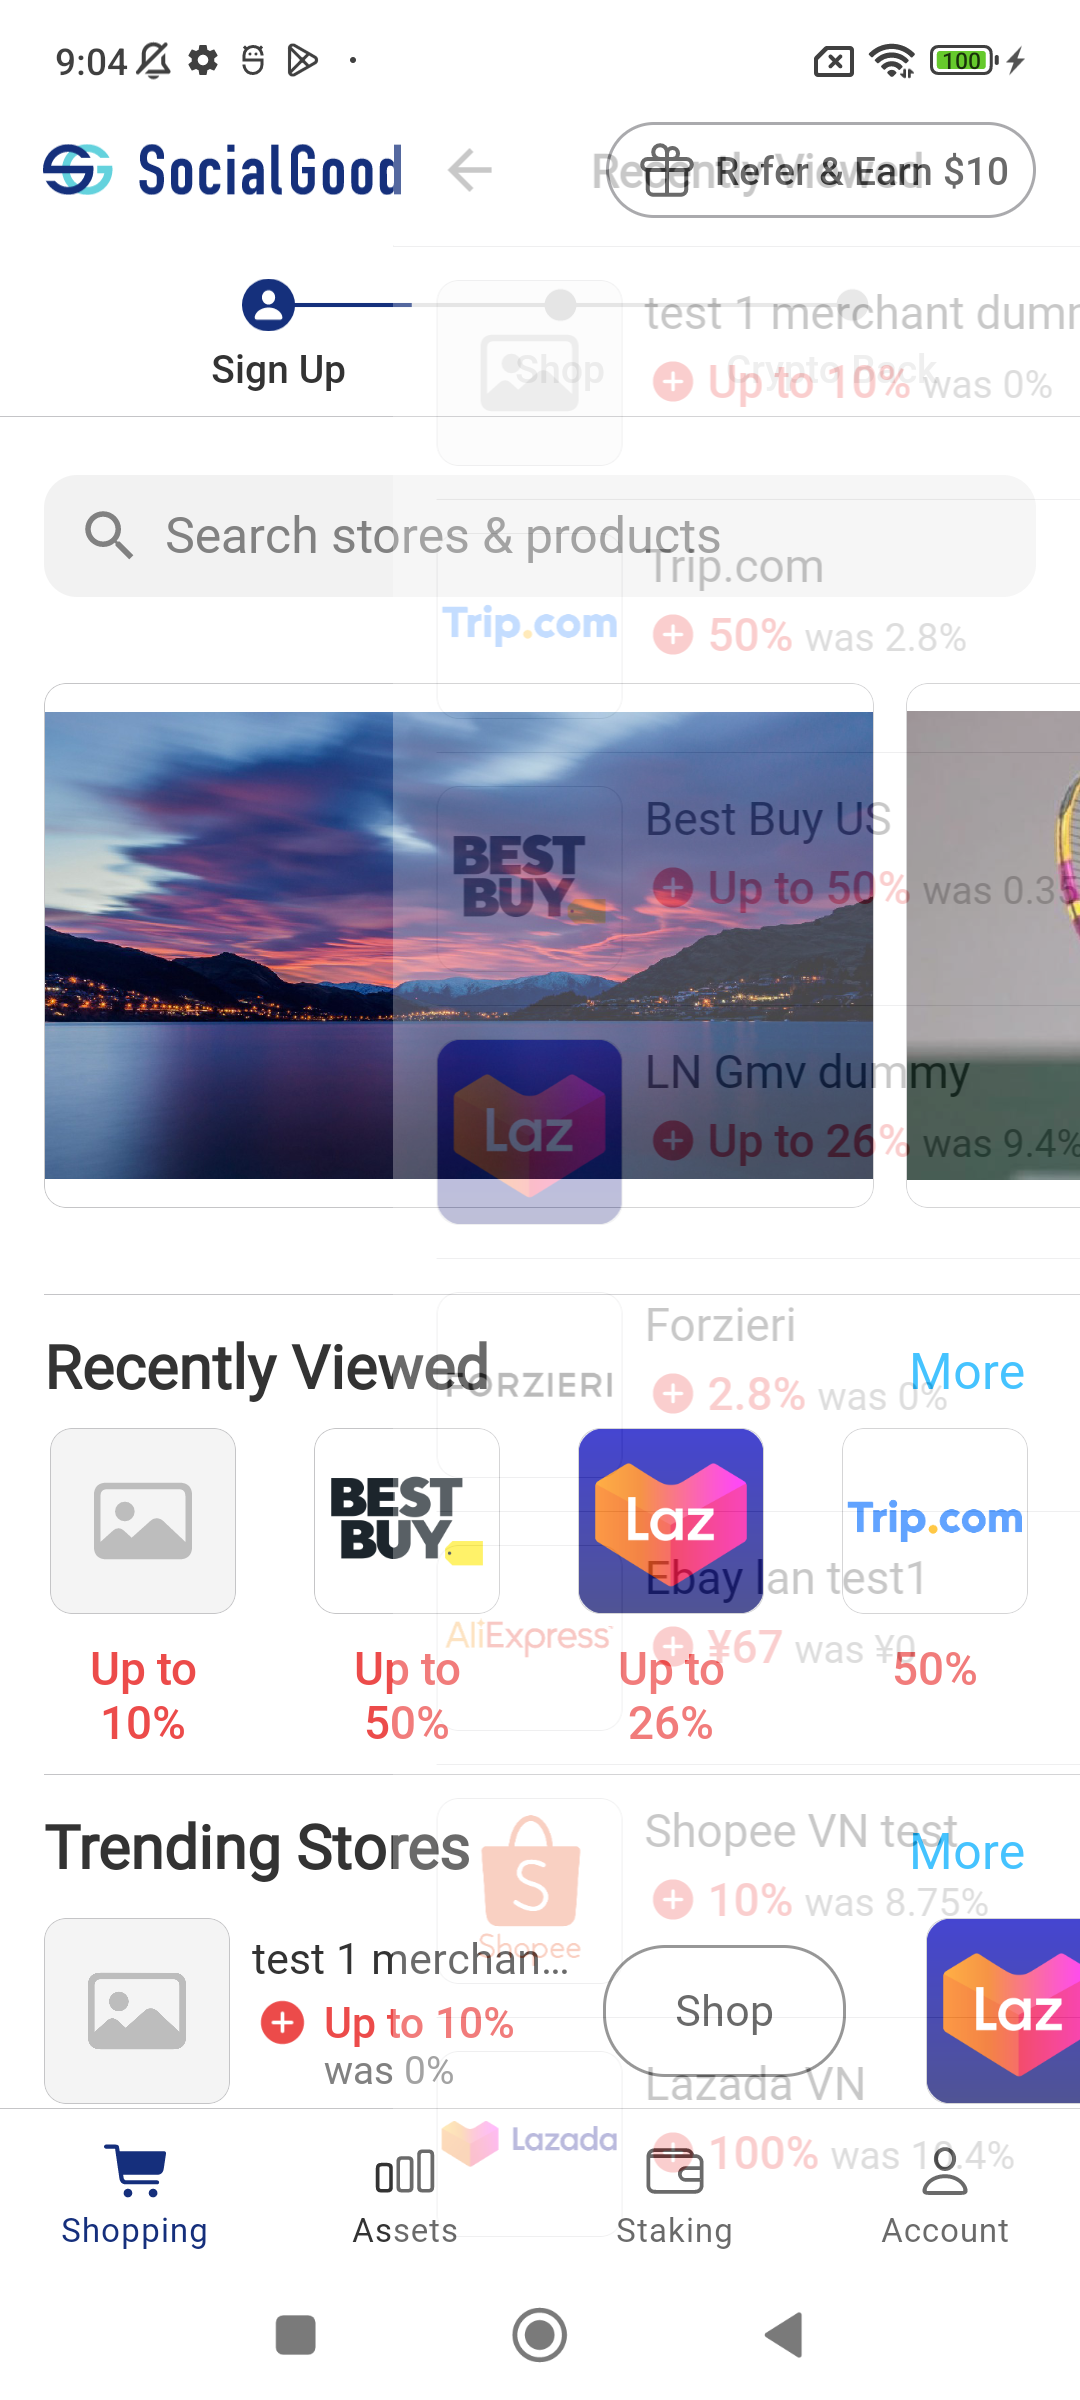 9:04
100
SocialGood
Recently Viewed
Refer & Earn $10
Sign Up
Shop
Crypto Back
test 1 merchant dumm
Up to 10% was 0%
Search stores & products
Trip.com
Trip.com
50% was 2.8%
Best Buy US
BEST
BUY
Up to 50% was 0.35
LN Gmv dummy
Laz
Up to 26% was 9.4%
Forzieri
Recently Viewed
FORZIERI
More
2.8% was 0%
BEST
BUY
Laz
Trip.com
Ebay lan test1
AliExpress
¥67 was ¥0
Up to
10%
Up to
50%
Up to
26%
50%
Trending Stores
Shopee VN test
More
S
Shopee
10% was 8.75%
test 1 merchan...
Up to 10%
was 0%
Shop
Laz
Lazada VN
Lazada
100% was 10.4%
Shopping
Assets
Staking
Account